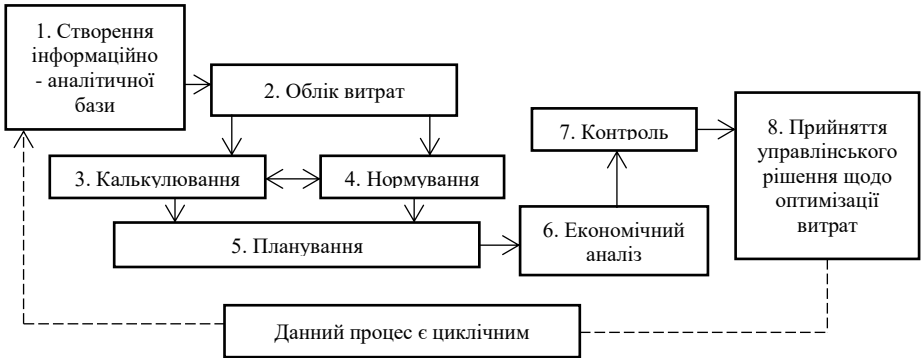 1. Створення
інформаційно
- аналітичної
бази
2. Облік витрат
3. Калькулювання
4. Нормування
5. Планування
6. Економічний
аналіз
7. Контроль
8. Прийняття
управлінського
рішення щодо
оптимізації
витрат
Данний процес є циклічним